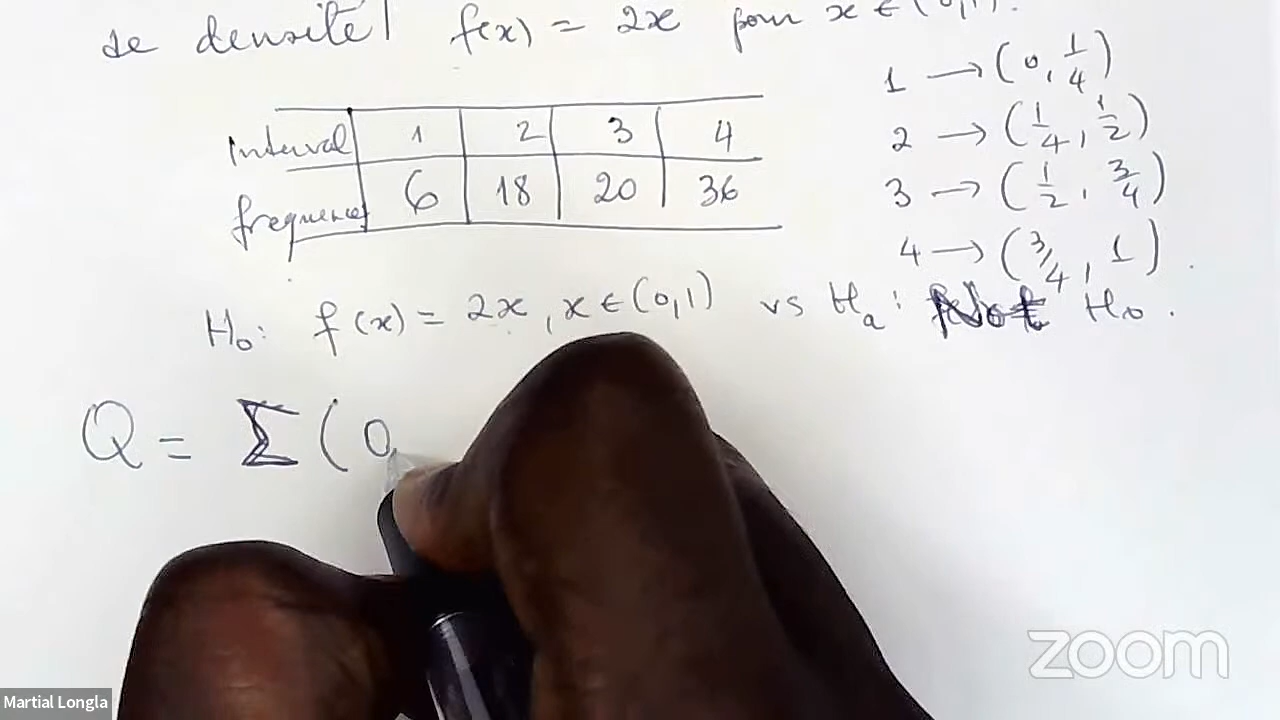 de densité f(x) = 2x pour x ∈ (0,1).
Interval 1 2 3 4
frequence 6 18 20 36
1 → (0, 1/4)
2 → (1/4, 1/2)
3 → (1/2, 3/4)
4 → (3/4, 1)
H₀: f(x) = 2x, x ∈ (0,1) vs Hₐ: Not H₀.
Q = Σ (O
zoom
Martial Longla